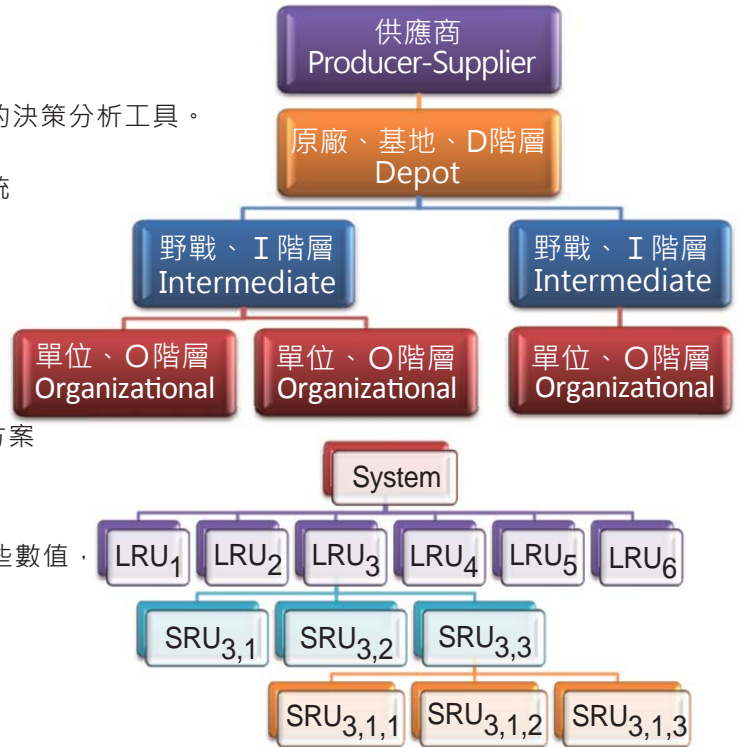 供應商
Producer-Supplier
的決策分析工具。
原廠、基地、D階層
Depot
統
野戰、I階層
Intermediate
野戰、I階層
Intermediate
單位、O階層
Organizational
單位、O階層
Organizational
單位、O階層
Organizational
方案
System
些數值，
LRU1 LRU2 LRU3 LRU4 LRU5 LRU6
SRU3,1 SRU3,2 SRU3,3
SRU3,1,1 SRU3,1,2 SRU3,1,3